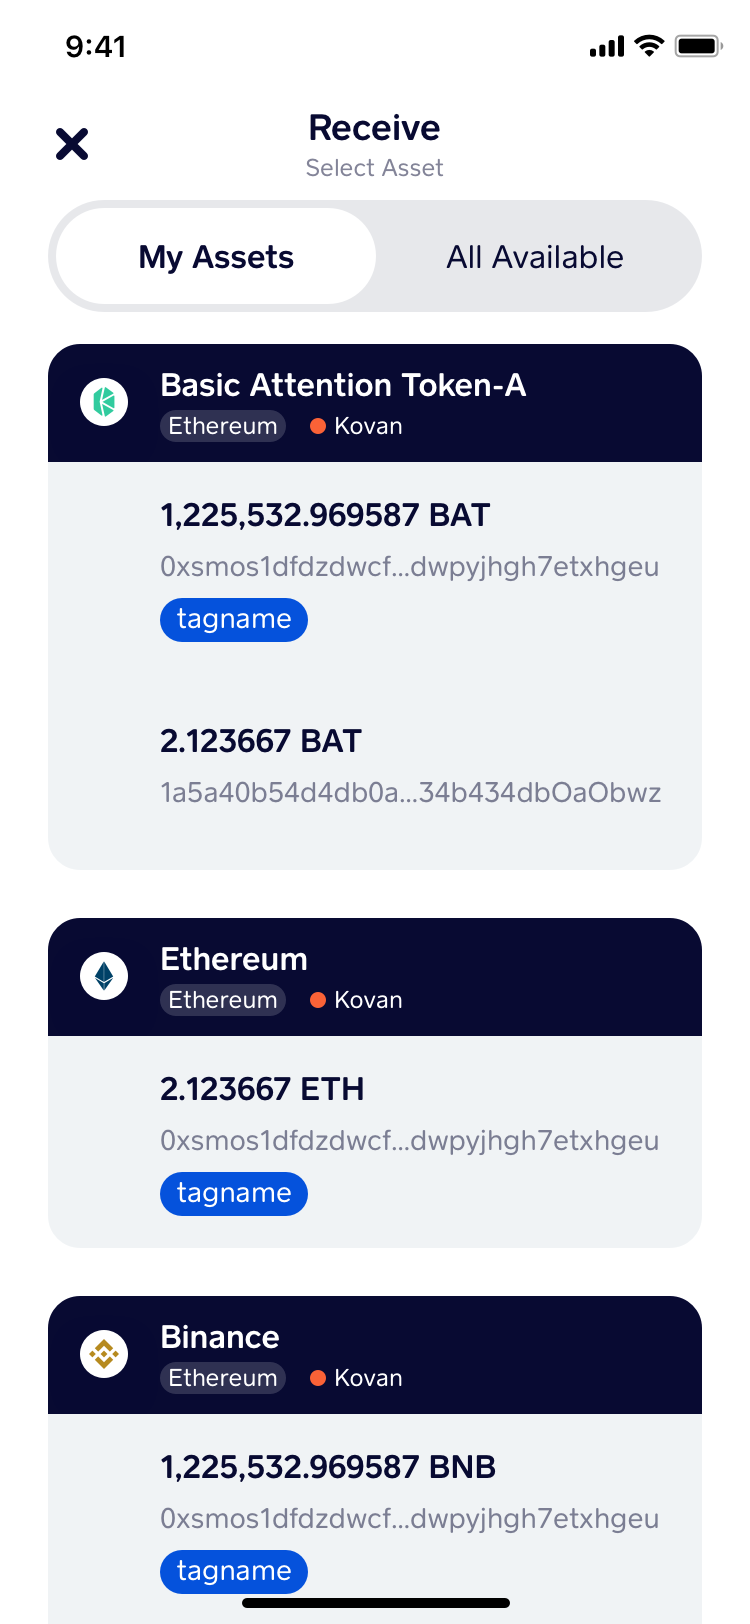 9:41
Receive
Select Asset
My Assets
All Available
Basic Attention Token-A
Ethereum Kovan
1,225,532.969587 BAT
0xsmos1dfdzdwcf...dwpyjhgh7etxhgeu
tagname
2.123667 BAT
1a5a40b54d4db0a...34b434dbOaObwz
Ethereum
Ethereum Kovan
2.123667 ETH
0xsmos1dfdzdwcf...dwpyjhgh7etxhgeu
tagname
Binance
Ethereum Kovan
1,225,532.969587 BNB
0xsmos1dfdzdwcf...dwpyjhgh7etxhgeu
tagname